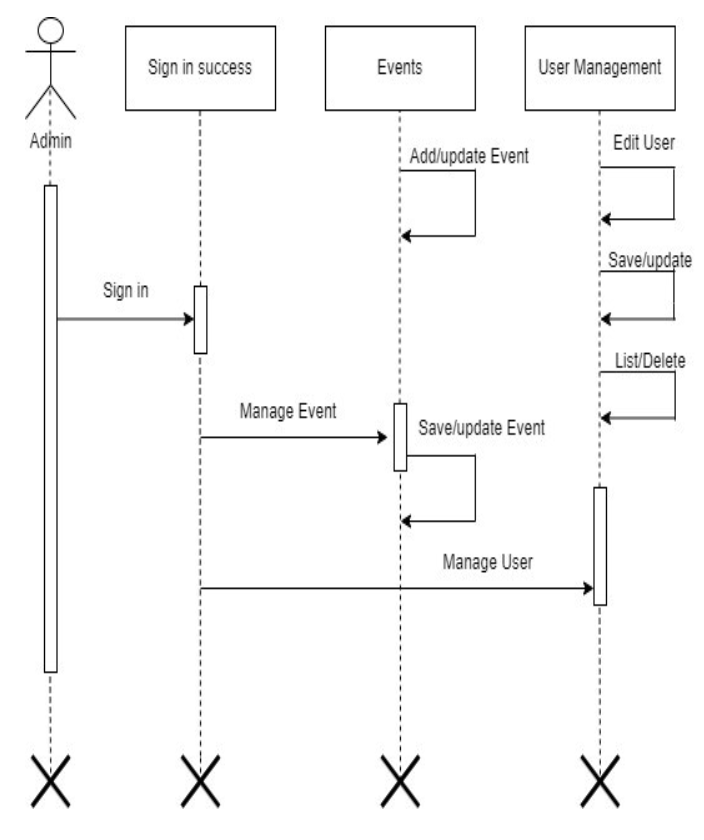 Sign in success
Events
User Management
Admin
Edit User
Add/update Event
Save/update
Sign in
List/Delete
Manage Event
Save/update Event
Manage User